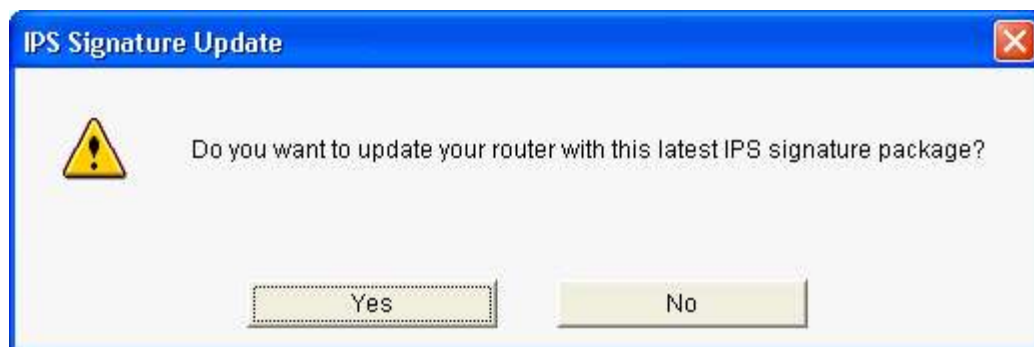 IPS Signature Update
Do you want to update your router with this latest IPS signature package?
Yes
No